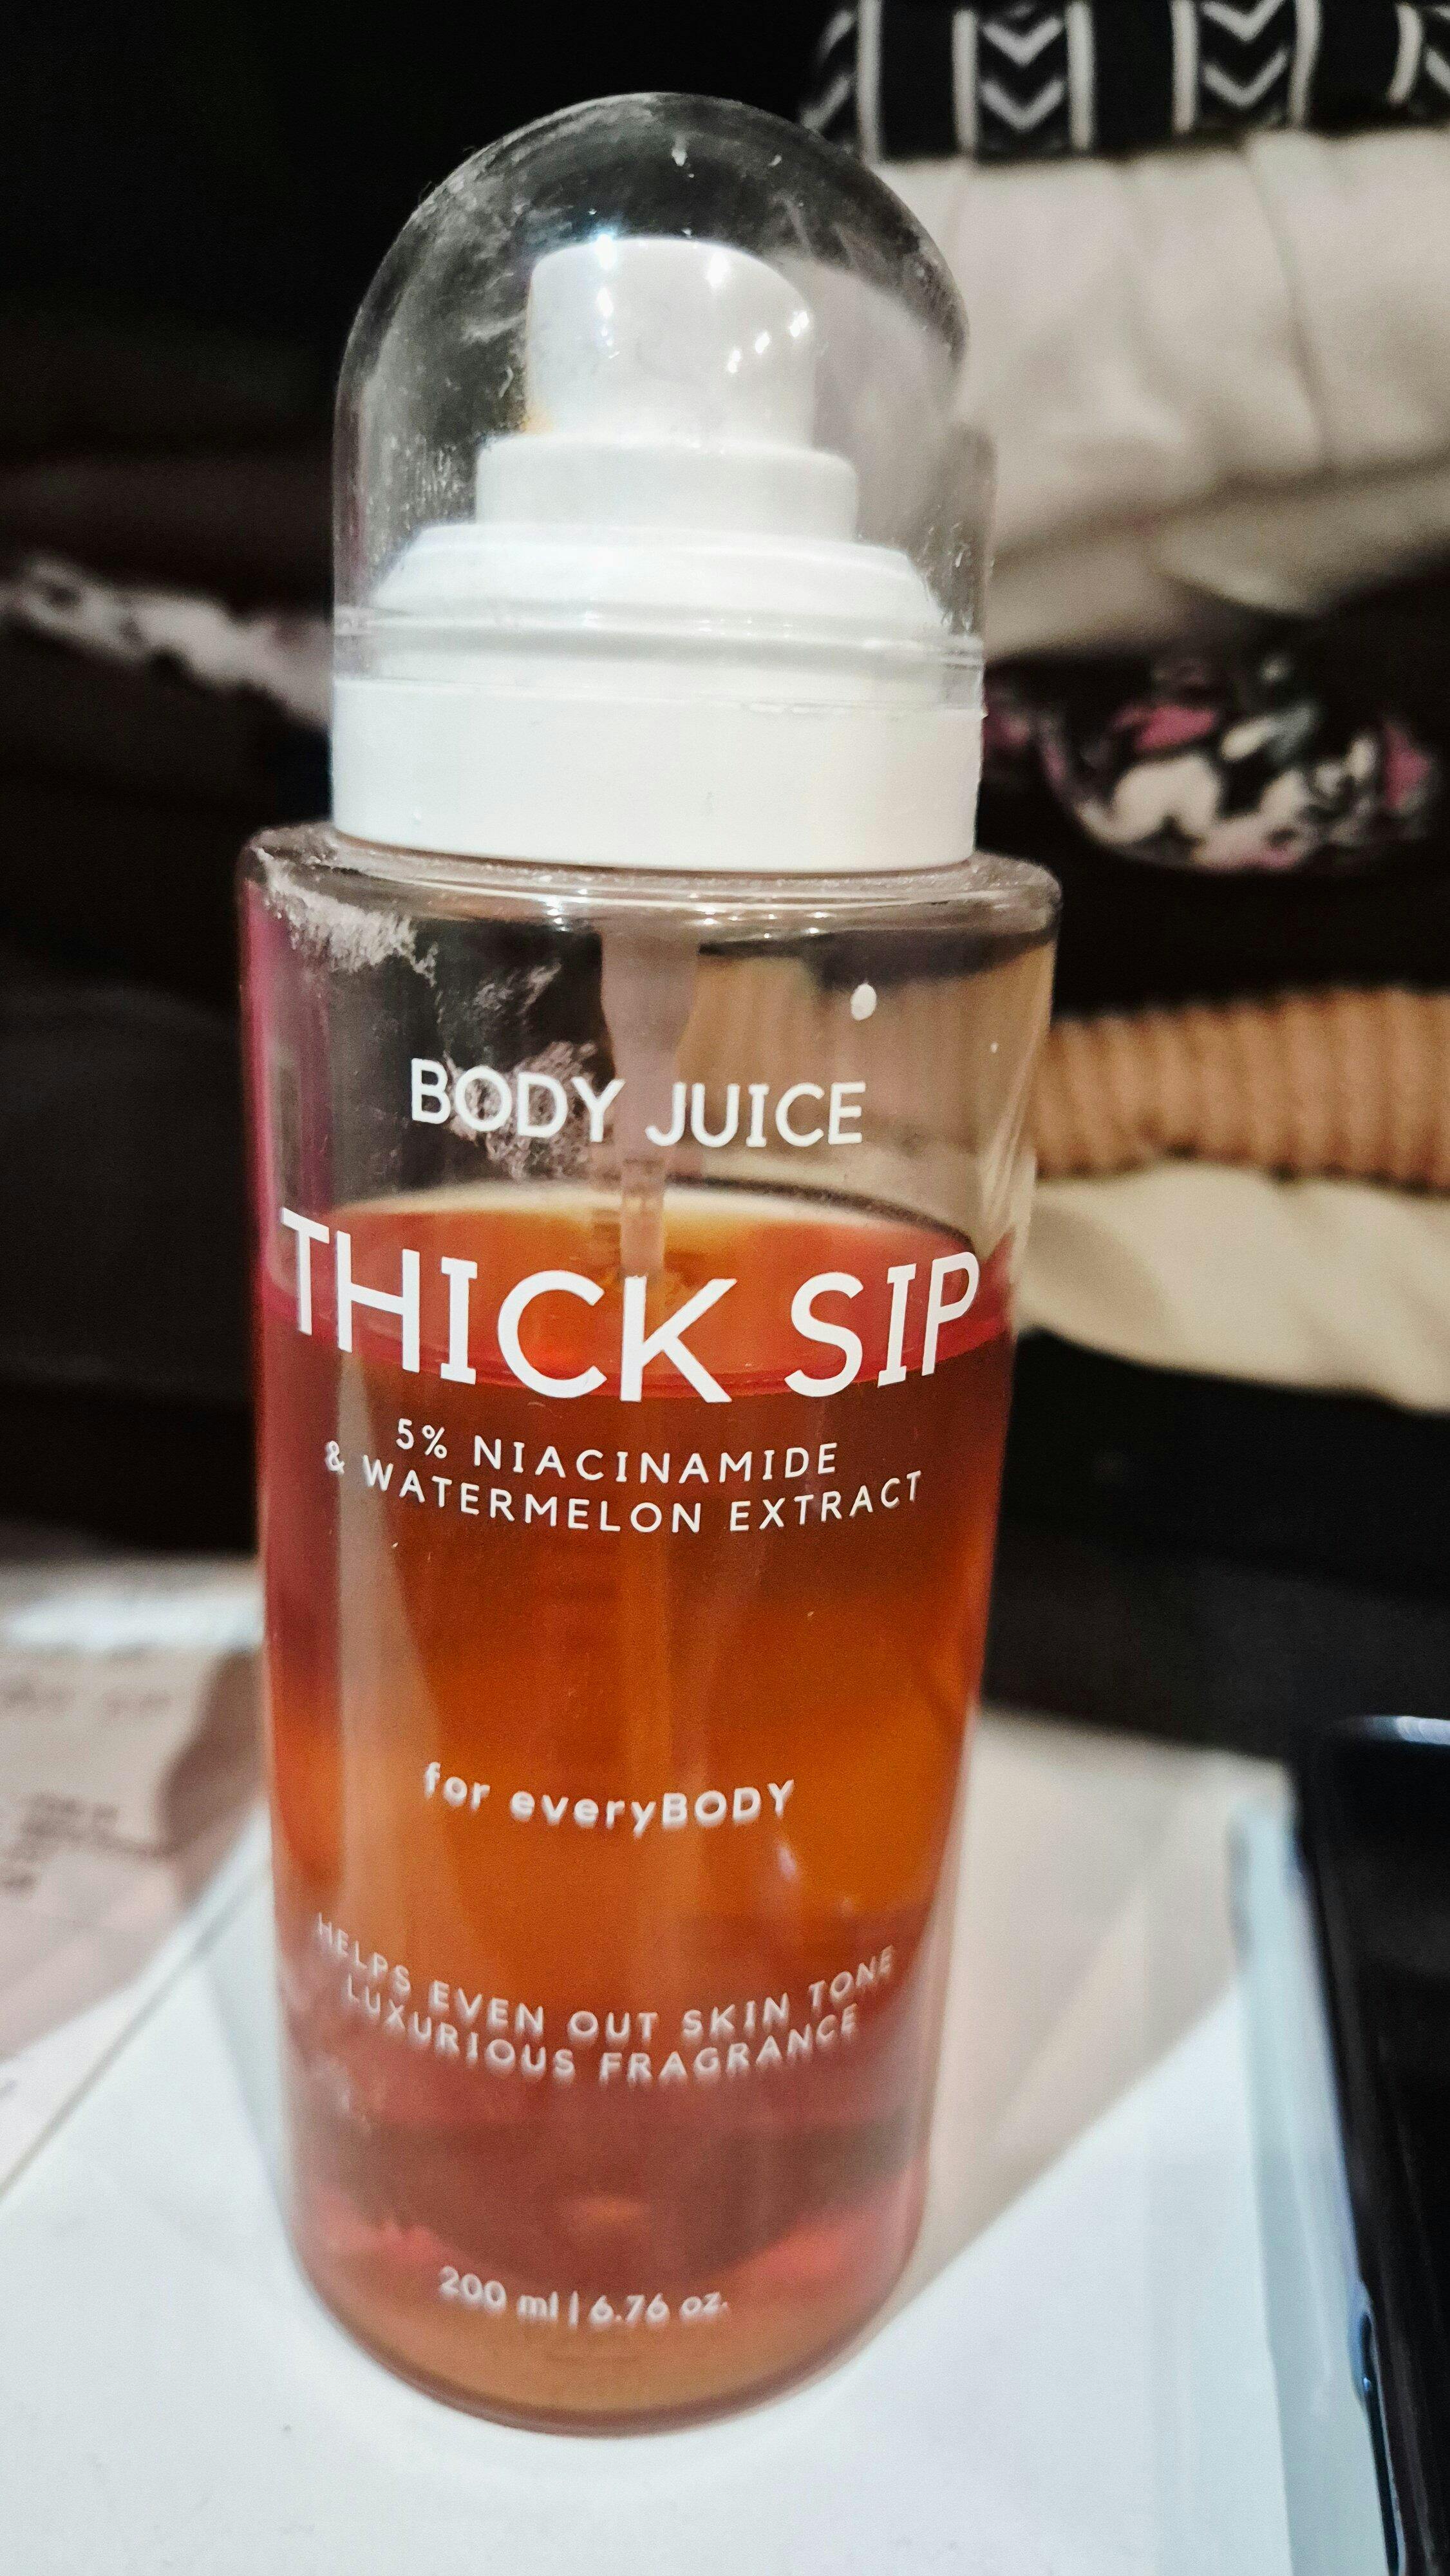 BODY JUICE
THICK SIP
5% NIACINAMIDE
& WATERMELON EXTRACT
for everyBODY
HELPS EVEN OUT SKIN TONE
LUXURIOUS FRAGRANCE
200 ml | 6.76 oz.